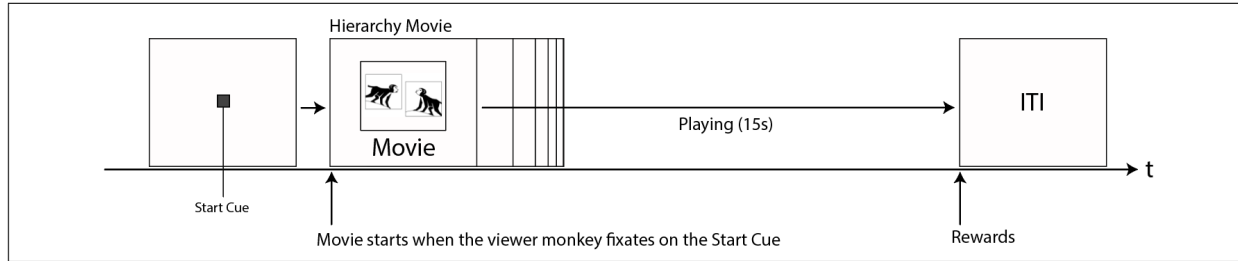 Hierarchy Movie
ITI
Movie
Playing (15s)
t
Start Cue
Movie starts when the viewer monkey fixates on the Start Cue
Rewards